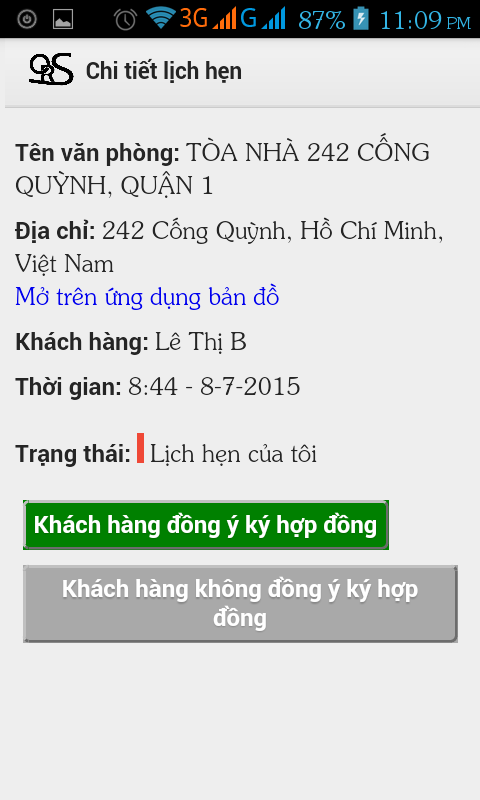 3G G 87% 11:09 PM
QRS Chi tiết lịch hẹn
Tên văn phòng: TÒA NHÀ 242 CỐNG
QUỲNH, QUẬN 1
Địa chỉ: 242 Cống Quỳnh, Hồ Chí Minh,
Việt Nam
Mở trên ứng dụng bản đồ
Khách hàng: Lê Thị B
Thời gian: 8:44 - 8-7-2015
Trạng thái: Lịch hẹn của tôi
Khách hàng đồng ý ký hợp đồng
Khách hàng không đồng ý ký hợp
đồng